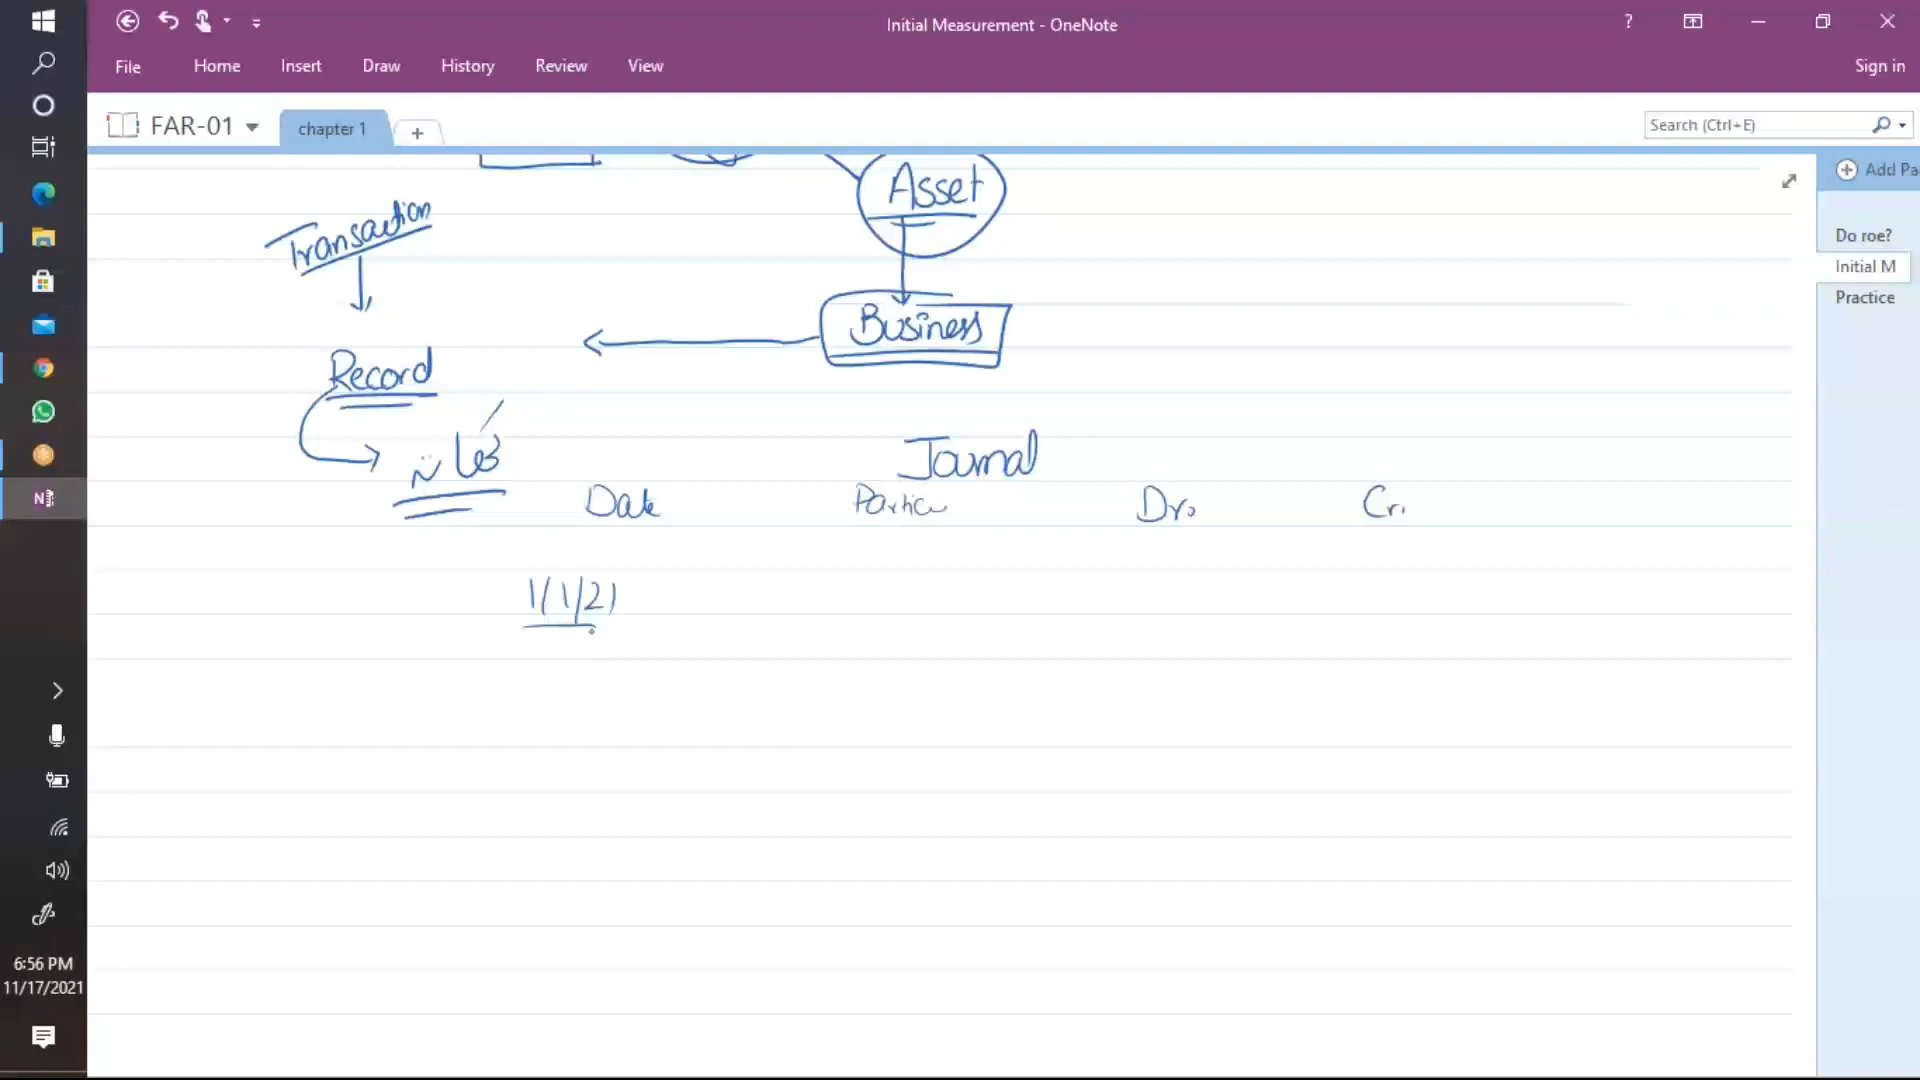 Initial Measurement - OneNote
?
File Home Insert Draw History Review View
Sign in
FAR-01
chapter 1
+
Search (Ctrl+E)
Add Pa
Do roe?
Initial M
Practice
Asset
Transaction
Business
Record
Journal
Date Particu Dr. Cr.
1/1/21
6:56 PM
11/17/2021